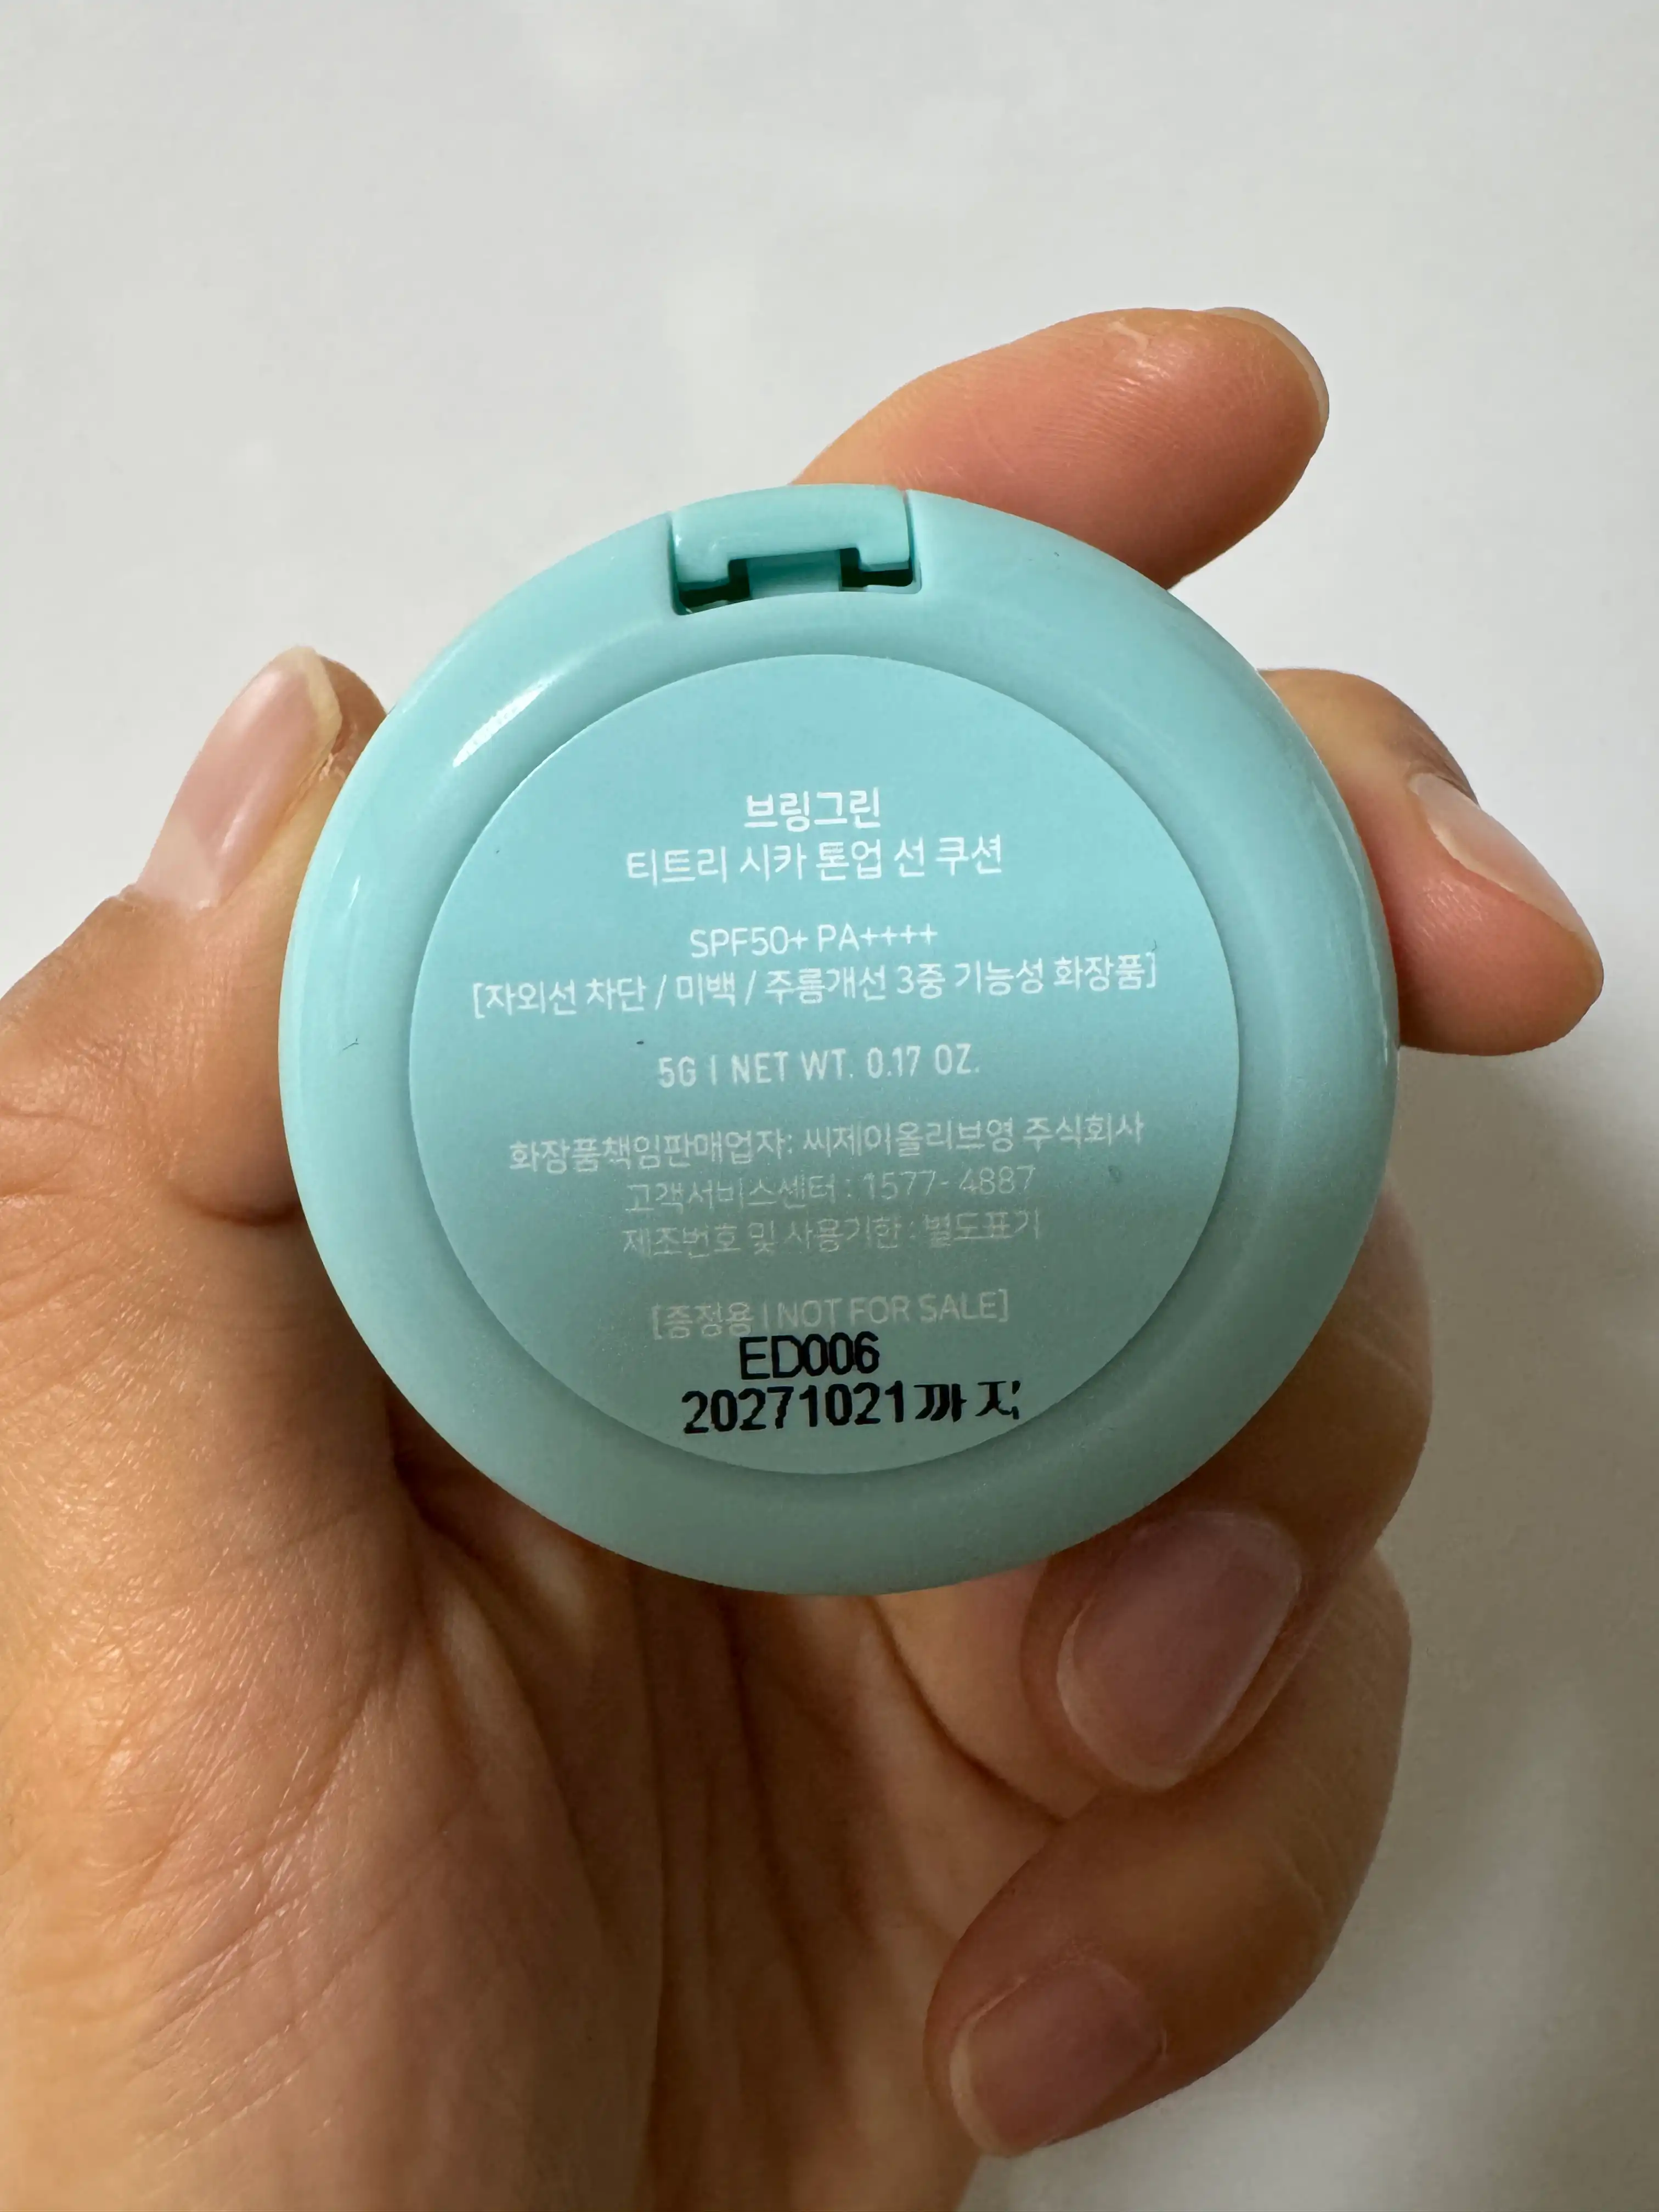 브링그린
티트리 시카 톤업 선 쿠션
SPF50+ PA++++
[자외선 차단 / 미백 / 주름개선 3중 기능성 화장품]
5G | NET WT. 0.17 OZ.
화장품책임판매업자: 씨제이올리브영 주식회사
고객서비스센터 : 1577- 4887
제조번호 및 사용기한 : 별도표기
[증정용 | NOT FOR SALE]
ED006
20271021까지